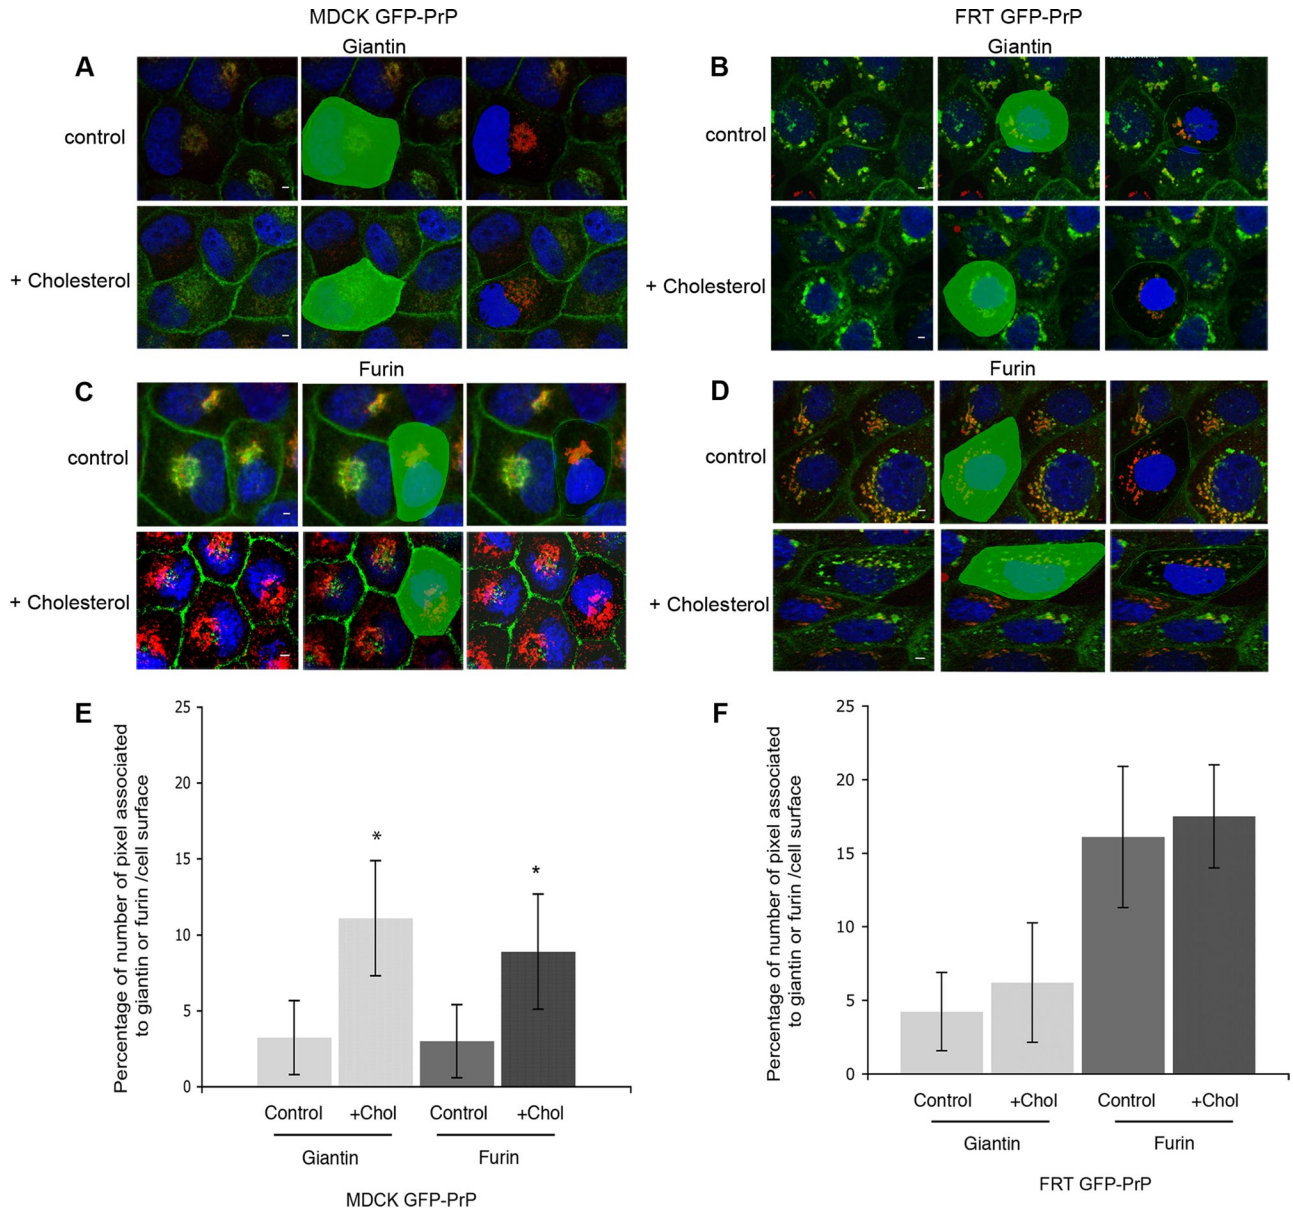 MDCK GFP-PrP
FRT GFP-PrP
Giantin
Giantin
A
B
control
control
+ Cholesterol
+ Cholesterol
Furin
Furin
C
D
control
control
+ Cholesterol
+ Cholesterol
E
Percentage of number of pixel associated
to giantin or furin /cell surface
25
20
15
10
5
0
*
*
Control
+Chol
Control
+Chol
Giantin
Furin
MDCK GFP-PrP
F
Percentage of number of pixel associated
to giantin or furin /cell surface
25
20
15
10
5
0
Control
+Chol
Control
+Chol
Giantin
Furin
FRT GFP-PrP